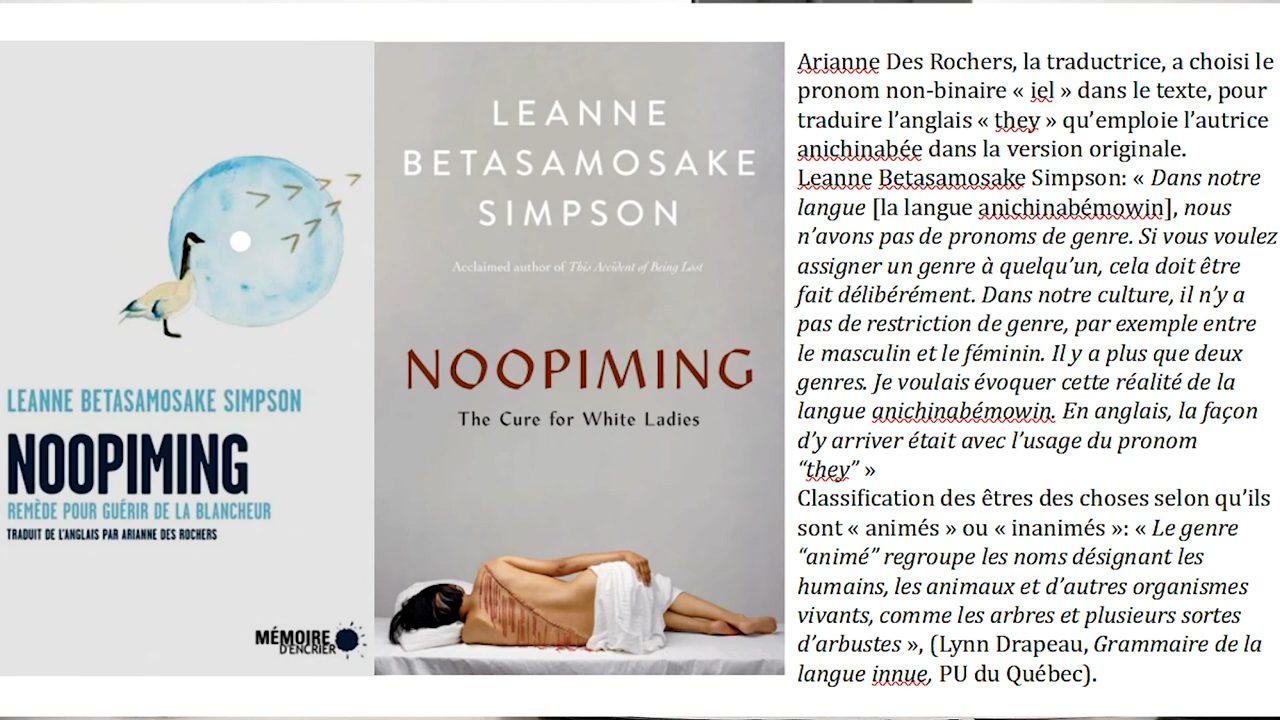 LEANNE BETASAMOSAKE SIMPSON
NOOPIMING
REMÈDE POUR GUÉRIR DE LA BLANCHEUR
TRADUIT DE L'ANGLAIS PAR ARIANNE DES ROCHERS
MÉMOIRE
D'ENCRIER
LEANNE
BETASAMOSAKE
SIMPSON
Acclaimed author of This Accident of Being Lost
NOOPIMING
The Cure for White Ladies
Arianne Des Rochers, la traductrice, a choisi le
pronom non-binaire « iel » dans le texte, pour
traduire l’anglais « they » qu’emploie l’autrice
anichinabée dans la version originale.
Leanne Betasamosake Simpson: « Dans notre
langue [la langue anichinabémowin], nous
n’avons pas de pronoms de genre. Si vous voulez
assigner un genre à quelqu’un, cela doit être
fait délibérément. Dans notre culture, il n’y a
pas de restriction de genre, par exemple entre
le masculin et le féminin. Il y a plus que deux
genres. Je voulais évoquer cette réalité de la
langue anichinabémowin. En anglais, la façon
d’y arriver était avec l’usage du pronom
“they” »
Classification des êtres des choses selon qu’ils
sont « animés » ou « inanimés »: « Le genre
“animé” regroupe les noms désignant les
humains, les animaux et d’autres organismes
vivants, comme les arbres et plusieurs sortes
d’arbustes », (Lynn Drapeau, Grammaire de la
langue innue, PU du Québec).